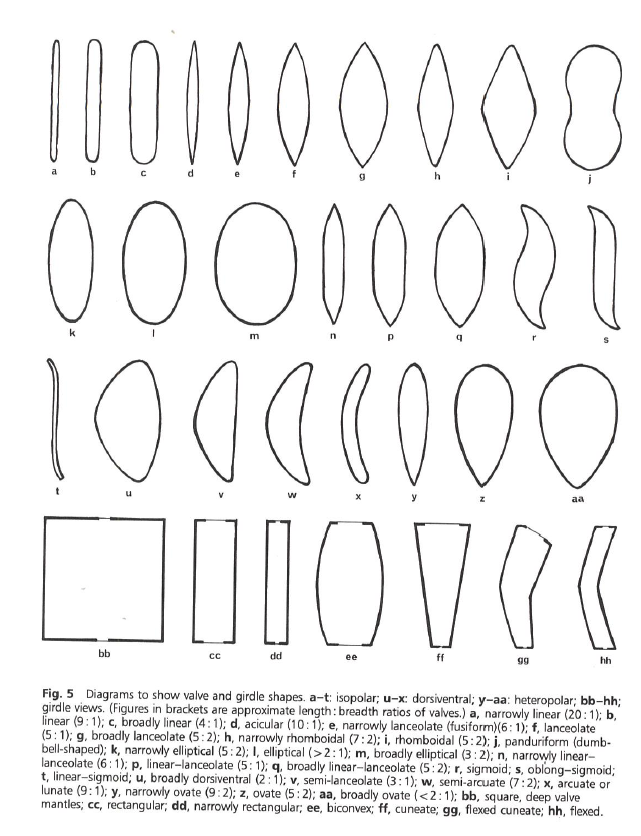 a b c d e f g h i j
k l m n p q r s
t u v w x y z aa
bb cc dd ee ff gg hh
Fig. 5 Diagrams to show valve and girdle shapes. a–t: isopolar; u–x: dorsiventral; y–aa: heteropolar; bb–hh;
girdle views. (Figures in brackets are approximate length : breadth ratios of valves.) a, narrowly linear (20 : 1); b,
linear (9 : 1); c, broadly linear (4 : 1); d, acicular (10 : 1); e, narrowly lanceolate (fusiform)(6 : 1); f, lanceolate
(5 : 1); g, broadly lanceolate (5 : 2); h, narrowly rhomboidal (7 : 2); i, rhomboidal (5 : 2); j, panduriform (dumb-
bell-shaped); k, narrowly elliptical (5 : 2); l, elliptical (>2 : 1); m, broadly elliptical (3 : 2); n, narrowly linear–
lanceolate (6 : 1); p, linear–lanceolate (5 : 1); q, broadly linear–lanceolate (5 : 2); r, sigmoid; s, oblong–sigmoid;
t, linear–sigmoid; u, broadly dorsiventral (2 : 1); v, semi-lanceolate (3 : 1); w, semi-arcuate (7 : 2); x, arcuate or
lunate (9 : 1); y, narrowly ovate (9 : 2); z, ovate (5 : 2); aa, broadly ovate (<2 : 1); bb, square, deep valve
mantles; cc, rectangular; dd, narrowly rectangular; ee, biconvex; ff, cuneate; gg, flexed cuneate; hh, flexed.